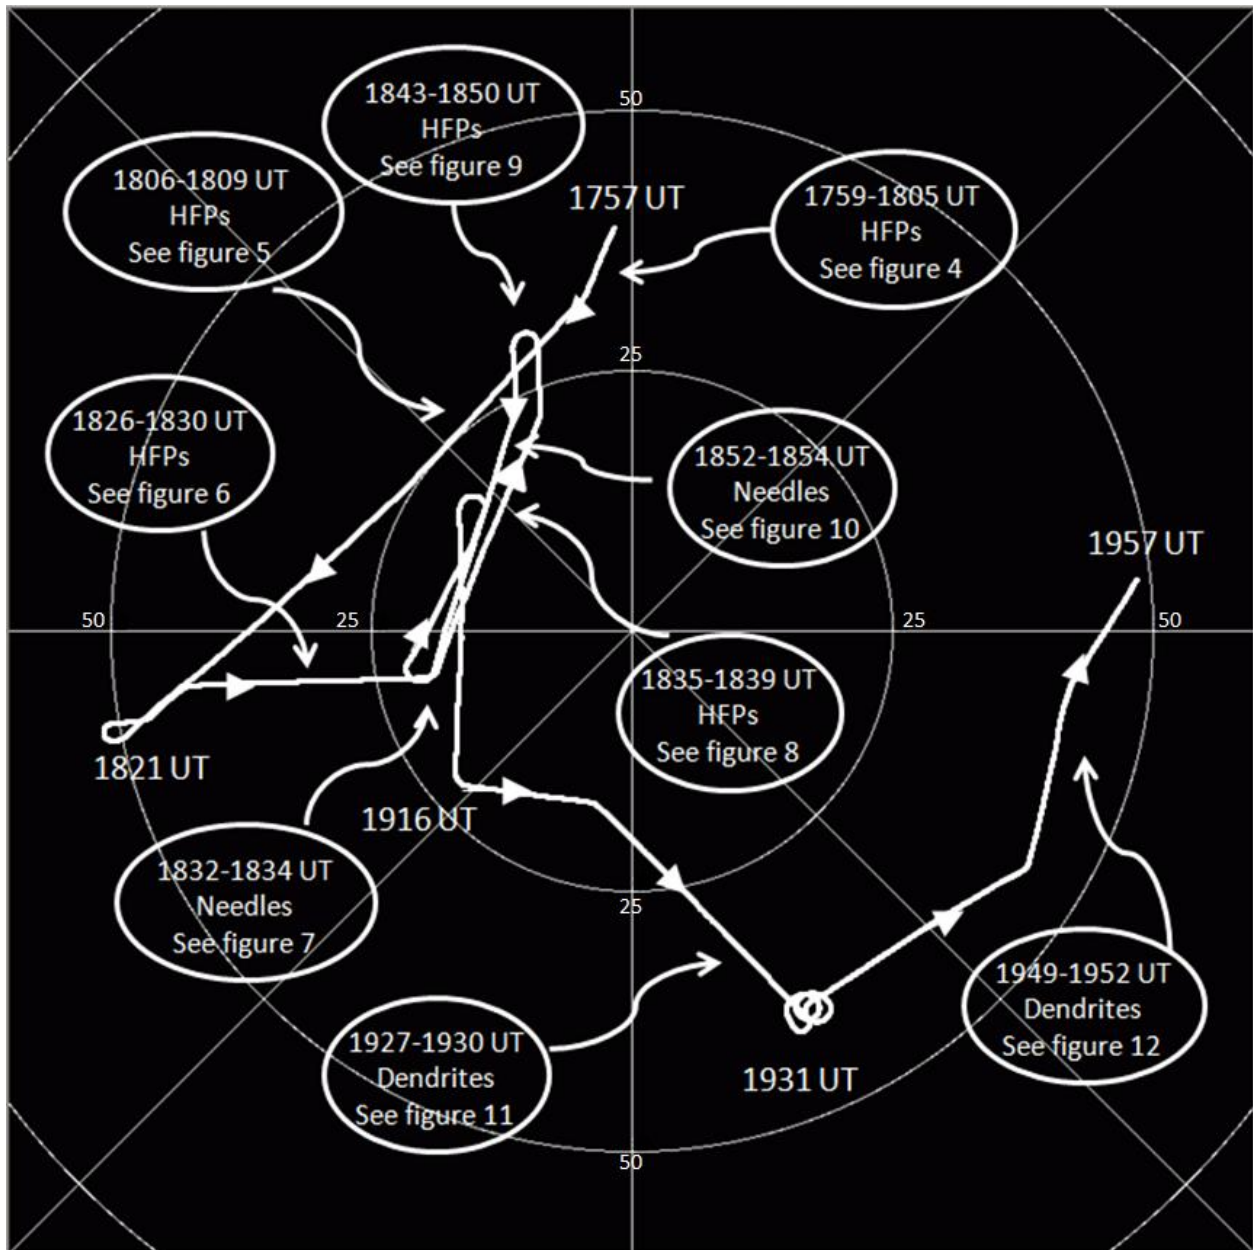 1843-1850 UT
HFPs
See figure 9
50
1806-1809 UT
HFPs
See figure 5
1757 UT
1759-1805 UT
HFPs
See figure 4
25
1826-1830 UT
HFPs
See figure 6
1852-1854 UT
Needles
See figure 10
1957 UT
50
25
25
50
1835-1839 UT
HFPs
See figure 8
1821 UT
1916 UT
1832-1834 UT
Needles
See figure 7
25
1949-1952 UT
Dendrites
See figure 12
1927-1930 UT
Dendrites
See figure 11
1931 UT
50